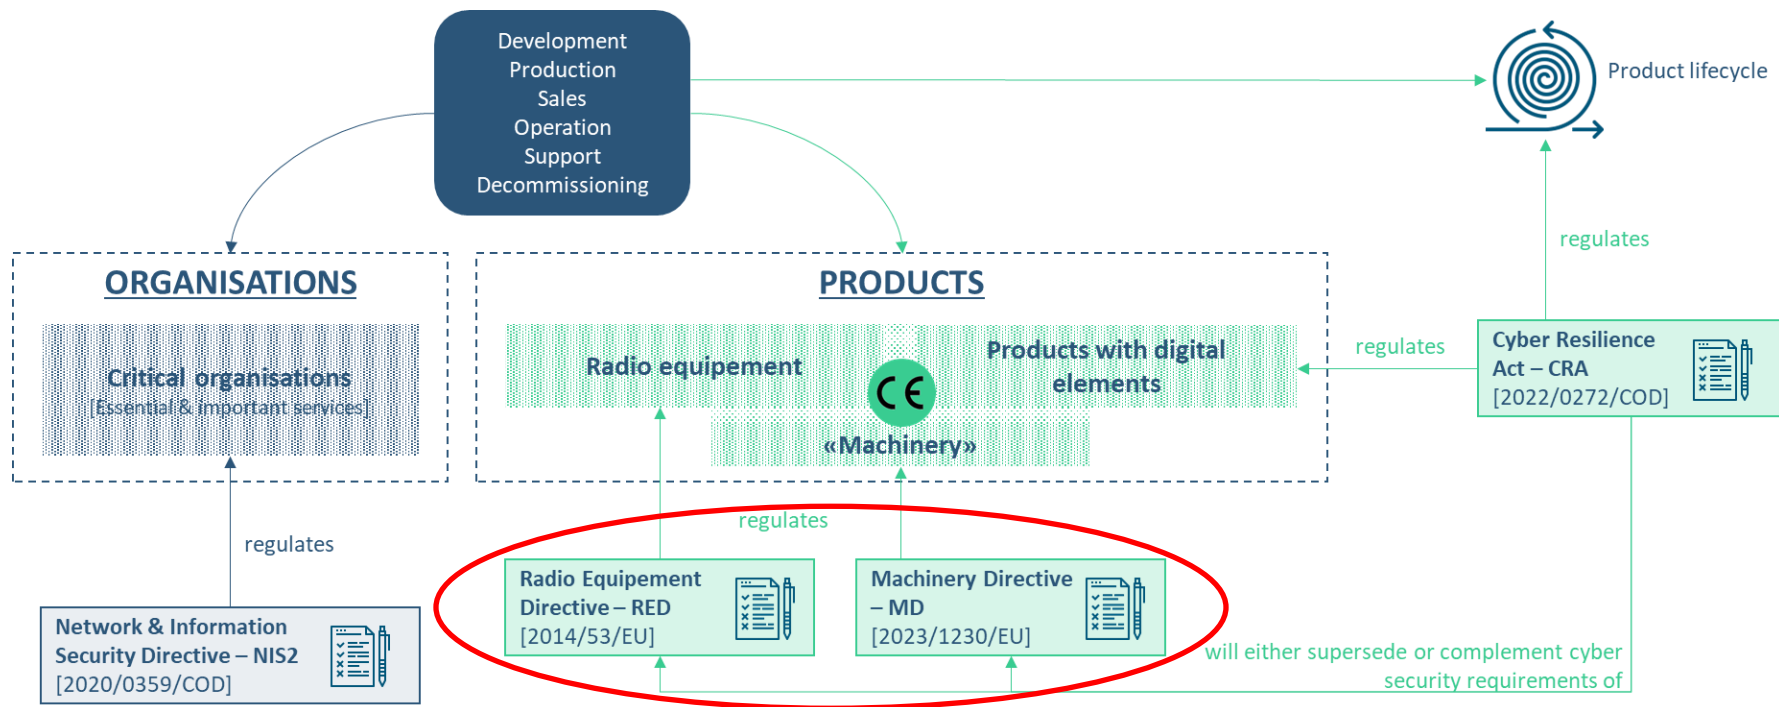 Development
Production
Sales
Operation
Support
Decommissioning
Product lifecycle
regulates
ORGANISATIONS
PRODUCTS
Critical organisations
[Essential & important services]
Radio equipement
Products with digital
elements
CE
«Machinery»
regulates
Cyber Resilience
Act – CRA
[2022/0272/COD]
regulates
regulates
Network & Information
Security Directive – NIS2
[2020/0359/COD]
Radio Equipement
Directive – RED
[2014/53/EU]
Machinery Directive
– MD
[2023/1230/EU]
will either supersede or complement cyber
security requirements of